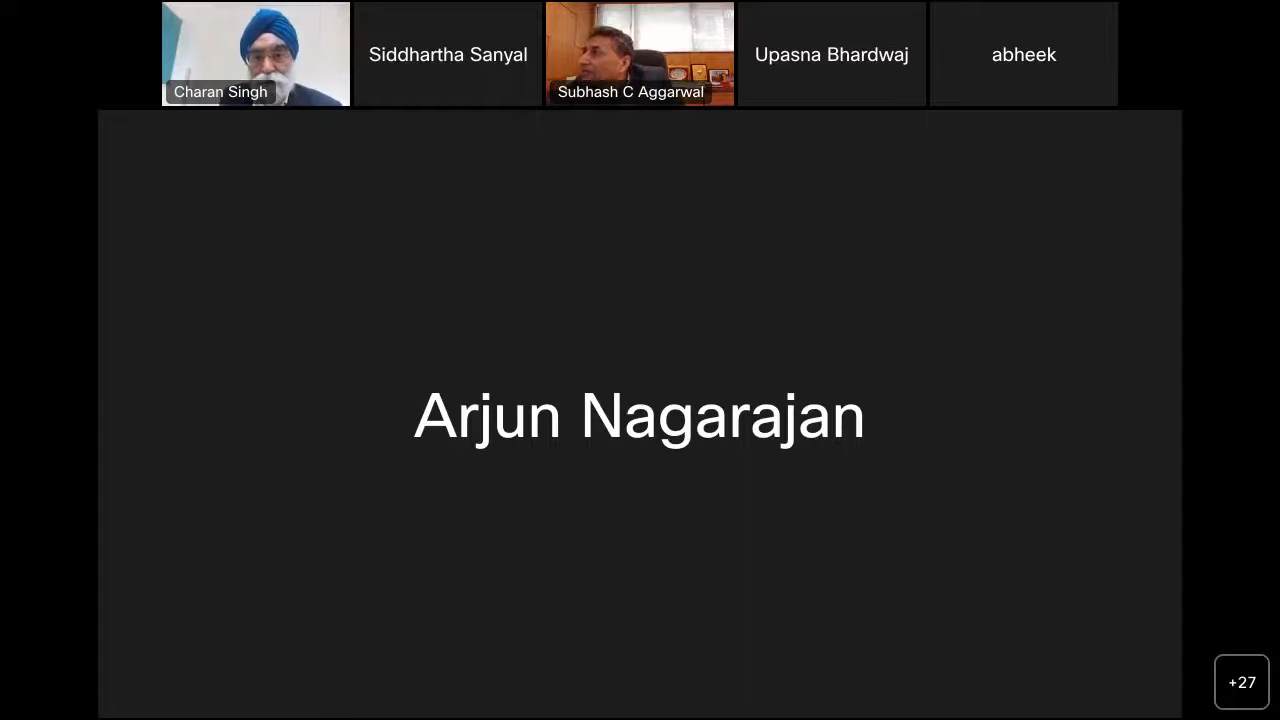 Charan Singh
Siddhartha Sanyal
Subhash C Aggarwal
Upasna Bhardwaj
abheek
Arjun Nagarajan
+27